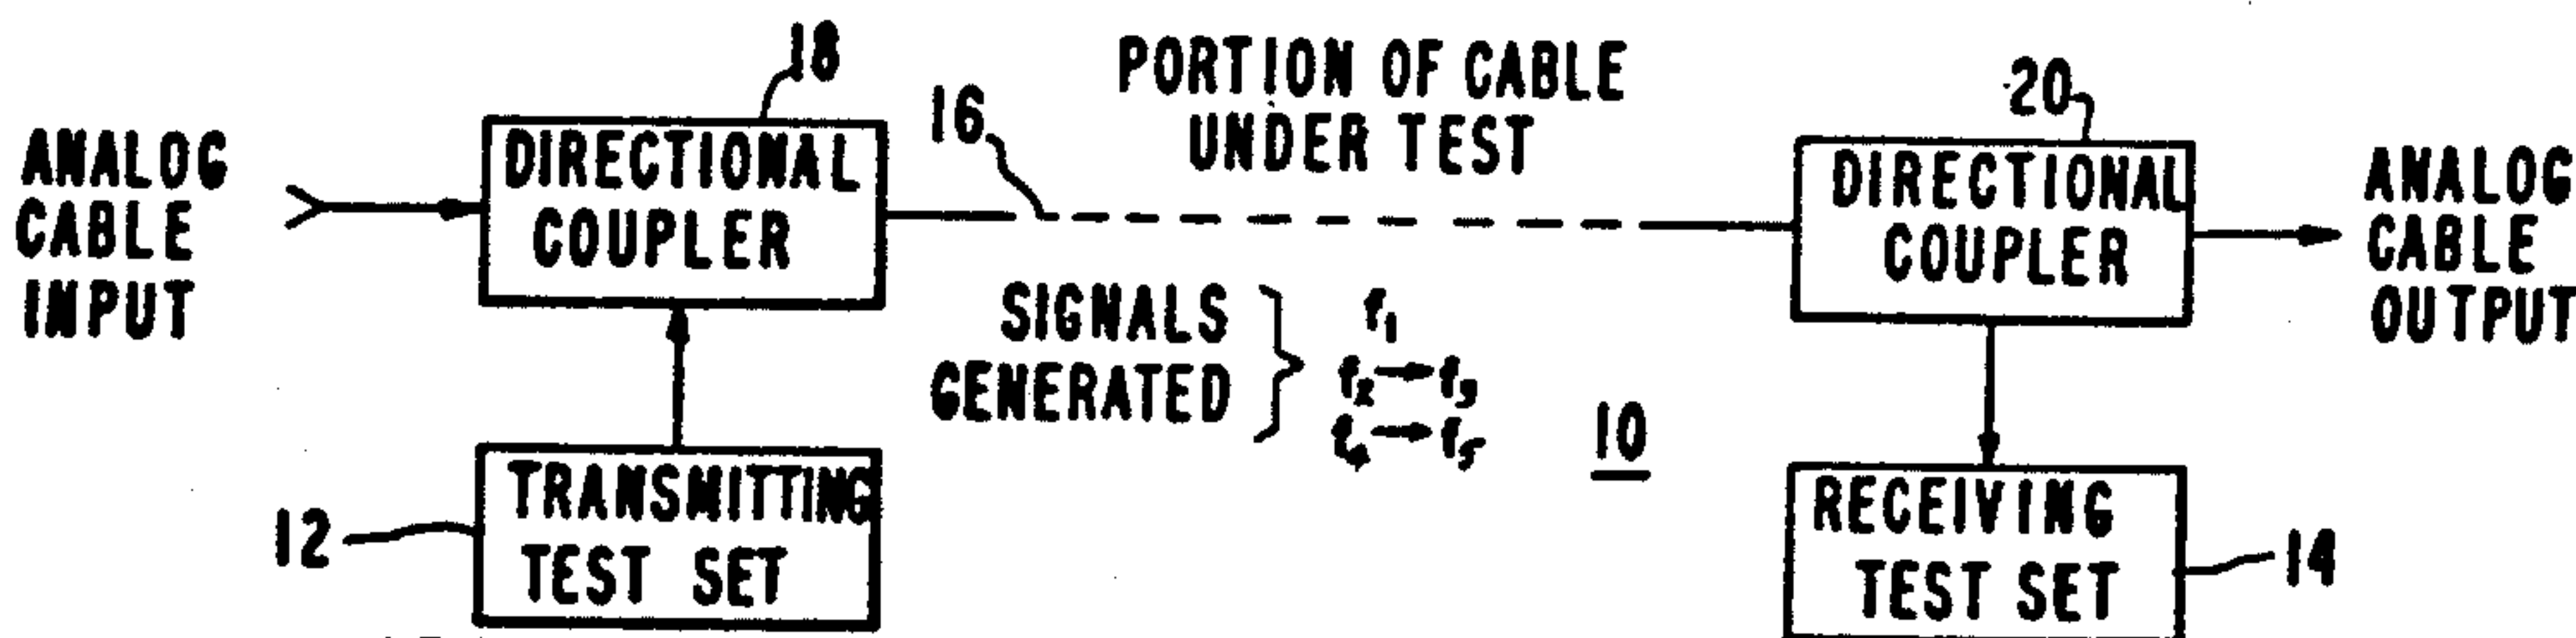 ANALOG
CABLE
INPUT
18
DIRECTIONAL
COUPLER
16
PORTION OF CABLE
UNDER TEST
20
DIRECTIONAL
COUPLER
ANALOG
CABLE
OUTPUT
SIGNALS
GENERATED
f1
f2→f3
f4→f5
10
12
TRANSMITTING
TEST SET
RECEIVING
TEST SET
14